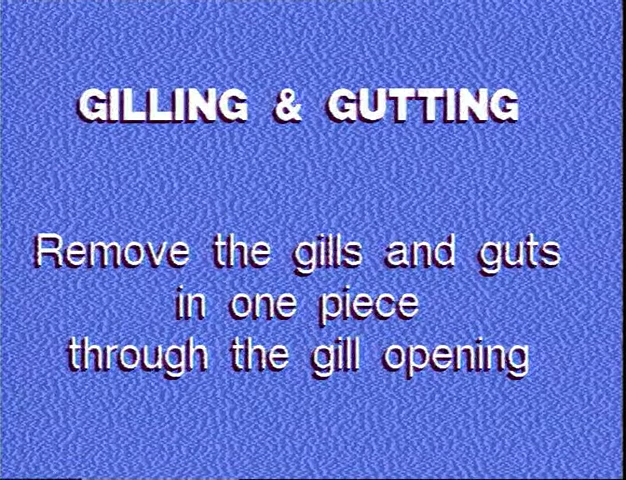 GILLING & GUTTING
Remove the gills and guts
in one piece
through the gill opening